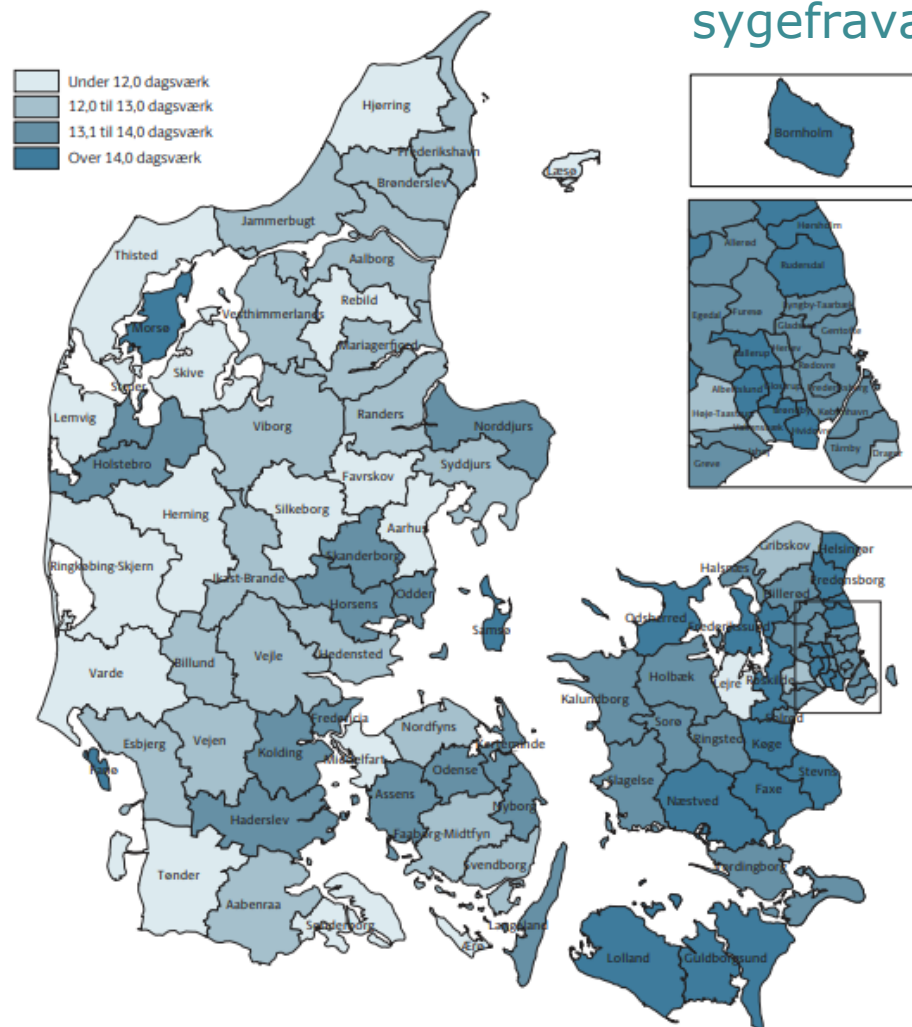 sygefrava
Under 12,0 dagsværk
12,0 til 13,0 dagsværk
13,1 til 14,0 dagsværk
Over 14,0 dagsværk
Hjørring
Frederikshavn
Læsø
Brønderslev
Jammerbugt
Thisted
Aalborg
Rebild
Vesthimmerlands
Morsø
Mariagerfjord
Skive
Struer
Lemvig
Randers
Viborg
Norddjurs
Holstebro
Syddjurs
Favrskov
Silkeborg
Herning
Aarhus
Skanderborg
Ringkøbing-Skjern
Ikast-Brande
Horsens
Odder
Samsø
Hedensted
Billund
Vejle
Varde
Fredericia
Nordfyns
Esbjerg
Vejen
Kolding
Middelfart
Kerteminde
Odense
Fanø
Assens
Nyborg
Haderslev
Faaborg-Midtfyn
Svendborg
Tønder
Aabenraa
Sønderborg
Ærø
Langeland
Bornholm
Hørsholm
Allerød
Rudersdal
Egedal
Furesø
Lyngby-Taarbæk
Gladsaxe
Gentofte
Herlev
Ballerup
Rødovre
Albertslund
Glostrup
Frederiksberg
Høje-Taastrup
Brøndby
København
Vallensbæk
Hvidovre
Tårnby
Dragør
Ishøj
Greve
Gribskov
Helsingør
Halsnæs
Fredensborg
Hillerød
Odsherred
Frederikssund
Lejre
Roskilde
Holbæk
Kalundborg
Solrød
Sorø
Ringsted
Køge
Stevns
Slagelse
Faxe
Næstved
Vordingborg
Lolland
Guldborgsund